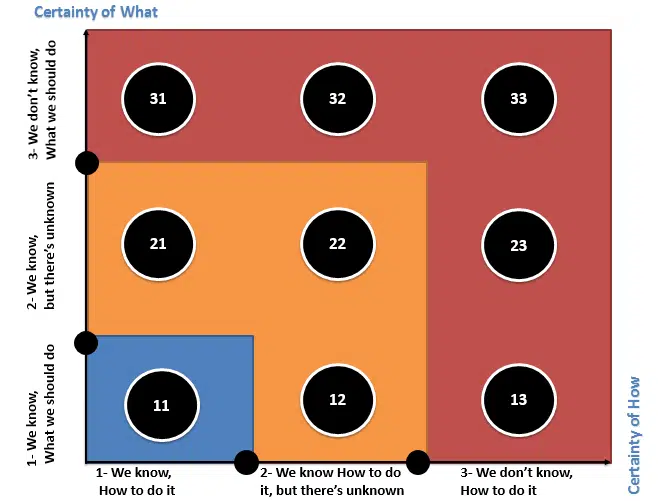 Certainty of What
3- We don't know,
What we should do
2- We know,
but there's unknown
1- We know,
What we should do
31
32
33
21
22
23
11
12
13
1- We know,
How to do it
2- We know How to do
it, but there's unknown
3- We don't know,
How to do it
Certainty of How